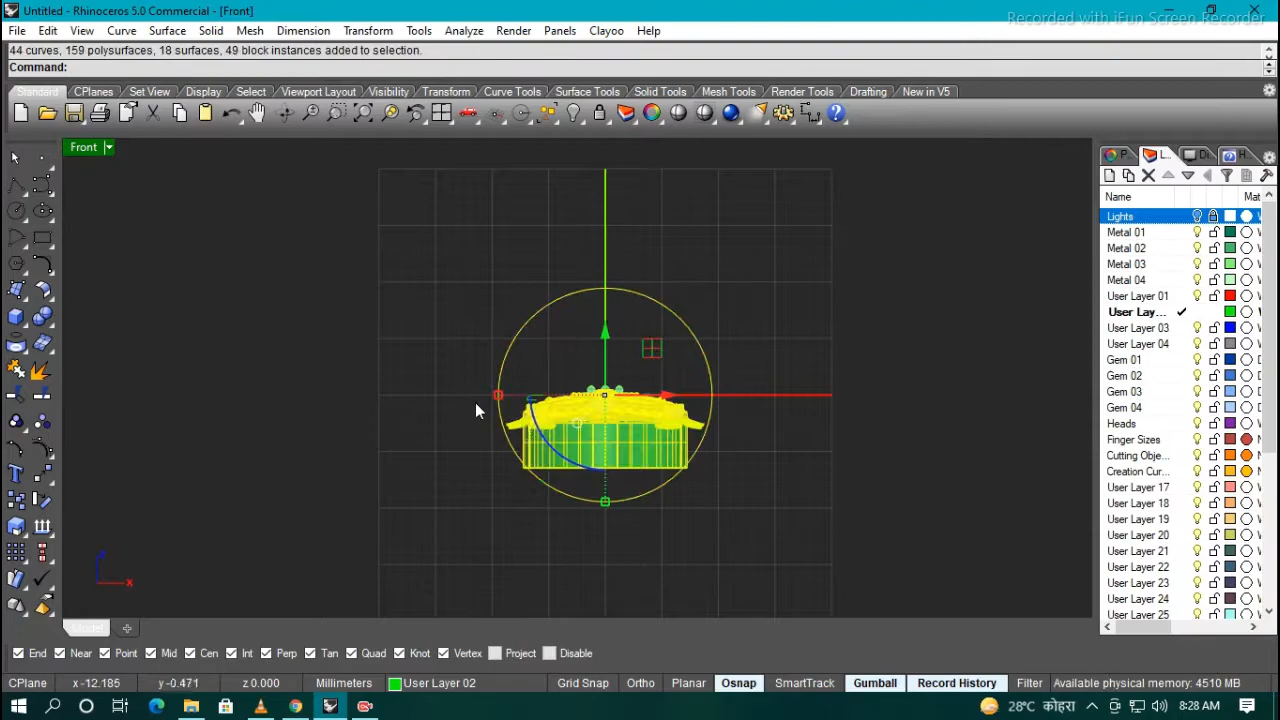 Untitled - Rhinoceros 5.0 Commercial - [Front]
Recorded with iFun Screen Recorder
File Edit View Curve Surface Solid Mesh Dimension Transform Tools Analyze Render Panels Clayoo Help
44 curves, 159 polysurfaces, 18 surfaces, 49 block instances added to selection.
Command:
Standard CPlanes Set View Display Select Viewport Layout Visibility Transform Curve Tools Surface Tools Solid Tools Mesh Tools Render Tools Drafting New in V5
Front
P... L... Di H...
Name Mat
Lights
Metal 01
Metal 02
Metal 03
Metal 04
User Layer 01
User Lay...
User Layer 03
User Layer 04
Gem 01
Gem 02
Gem 03
Gem 04
Heads
Finger Sizes
Cutting Obje...
Creation Cur...
User Layer 17
User Layer 18
User Layer 19
User Layer 20
User Layer 21
User Layer 22
User Layer 23
User Layer 24
User Layer 25
x
Model
End Near Point Mid Cen Int Perp Tan Quad Knot Vertex Project Disable
CPlane x -12.185 y -0.471 z 0.000 Millimeters User Layer 02 Grid Snap Ortho Planar Osnap SmartTrack Gumball Record History Filter Available physical memory: 4510 MB
28°C कोहरा 8:28 AM